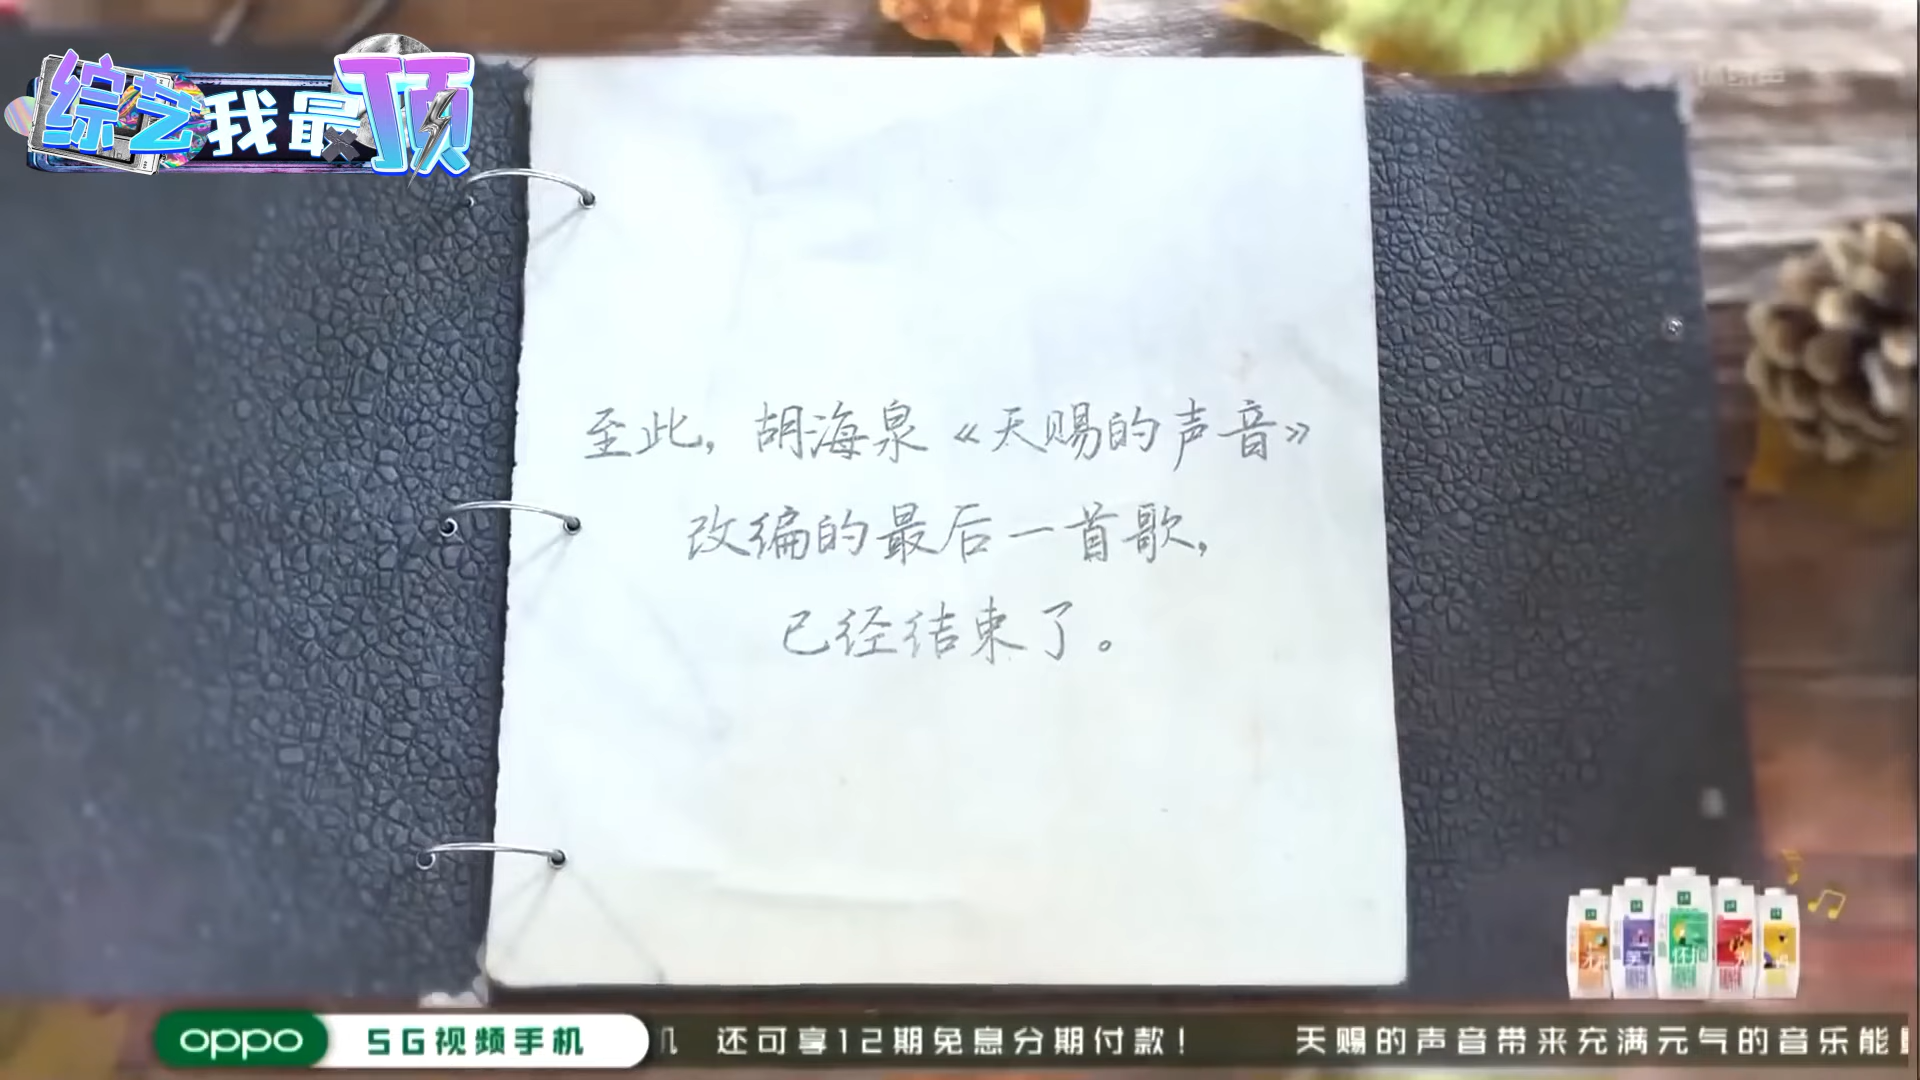 综艺我最顶
至此，胡海泉《天赐的声音》
改编的最后一首歌，
已经结束了。
oppo 5G视频手机 还可享12期免息分期付款！ 天赐的声音带来充满元气的音乐能